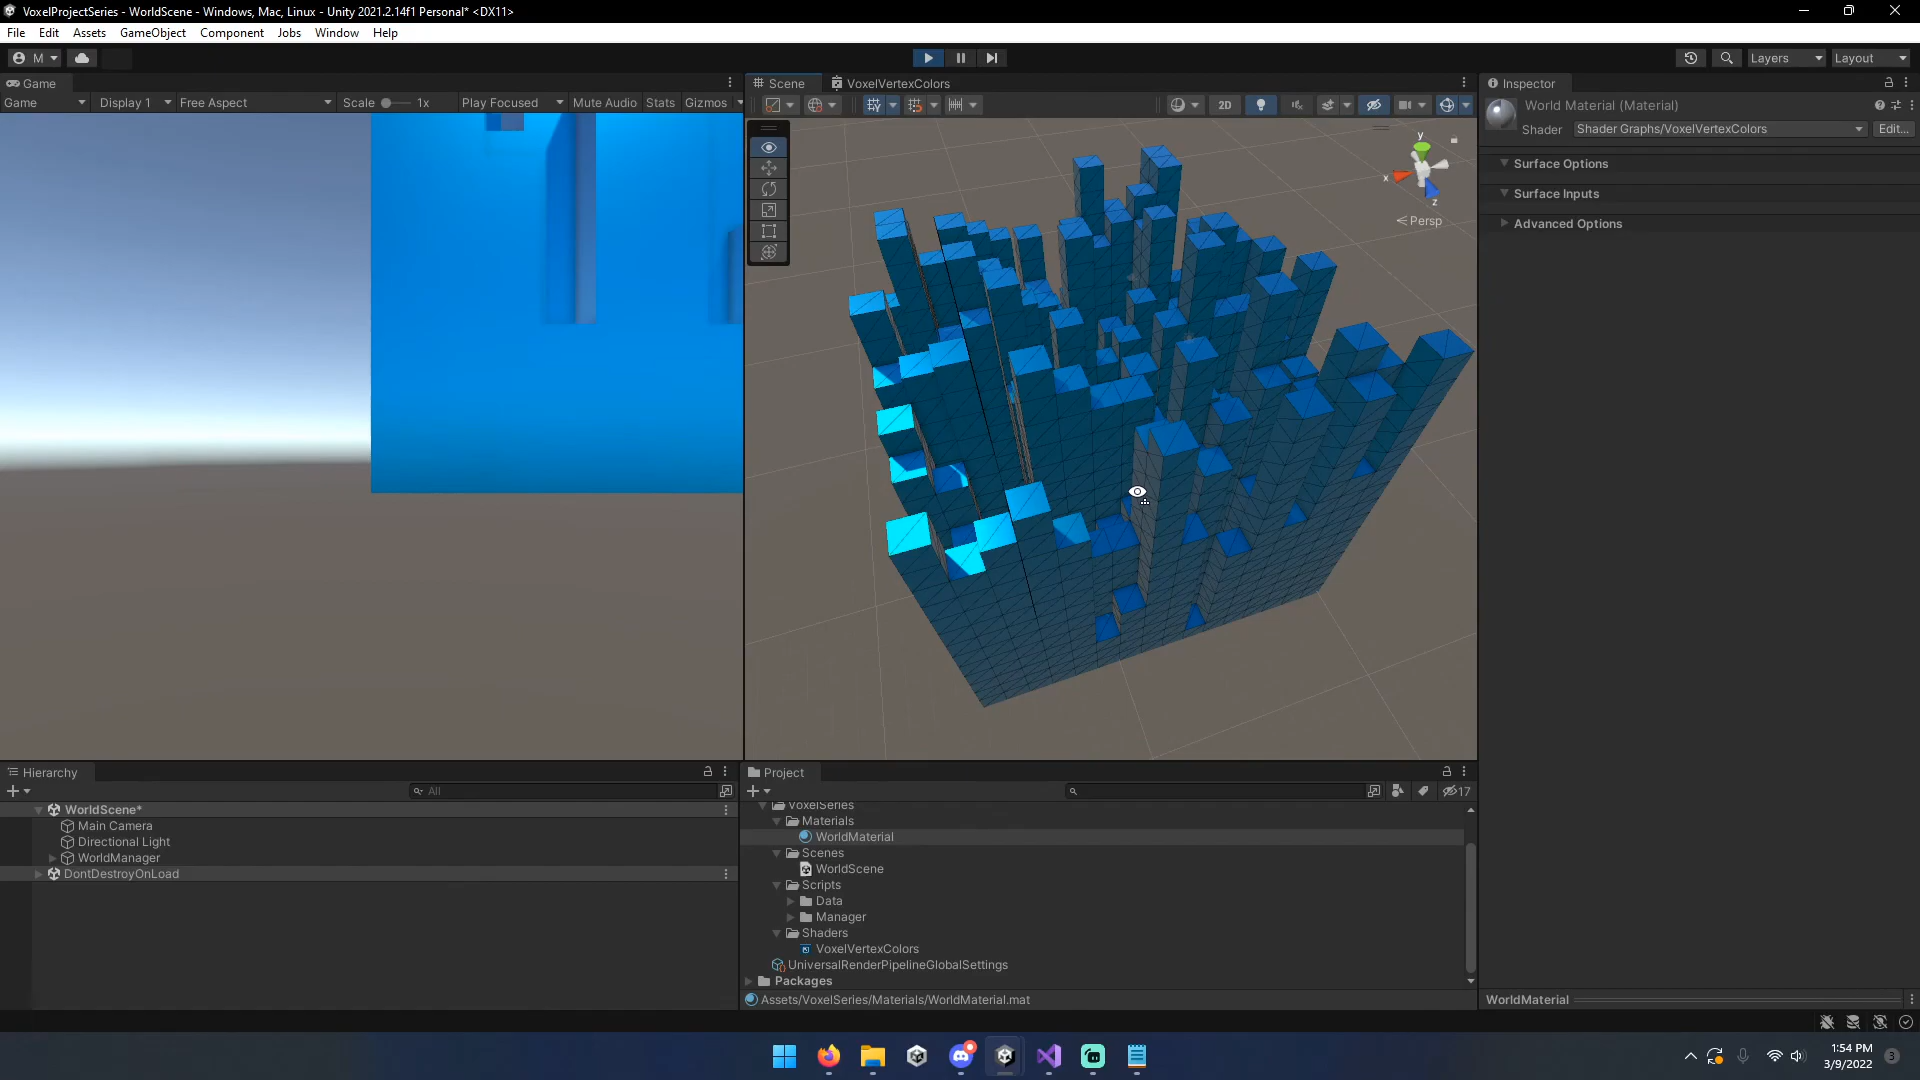 VoxelProjectSeries - WorldScene - Windows, Mac, Linux - Unity 2021.2.14f1 Personal* <DX11>
File Edit Assets GameObject Component Jobs Window Help
M
Layers Layout
Game
Game Display 1 Free Aspect Scale 1x Play Focused Mute Audio Stats Gizmos
Scene VoxelVertexColors
2D
y
x
z
Persp
Inspector
World Material (Material)
Shader Shader Graphs/VoxelVertexColors Edit...
Surface Options
Surface Inputs
Advanced Options
Hierarchy
All
WorldScene*
Main Camera
Directional Light
WorldManager
DontDestroyOnLoad
Project
17
VoxelSeries
Materials
WorldMaterial
Scenes
WorldScene
Scripts
Data
Manager
Shaders
VoxelVertexColors
UniversalRenderPipelineGlobalSettings
Packages
Assets/VoxelSeries/Materials/WorldMaterial.mat
WorldMaterial
1:54 PM
3/9/2022
3